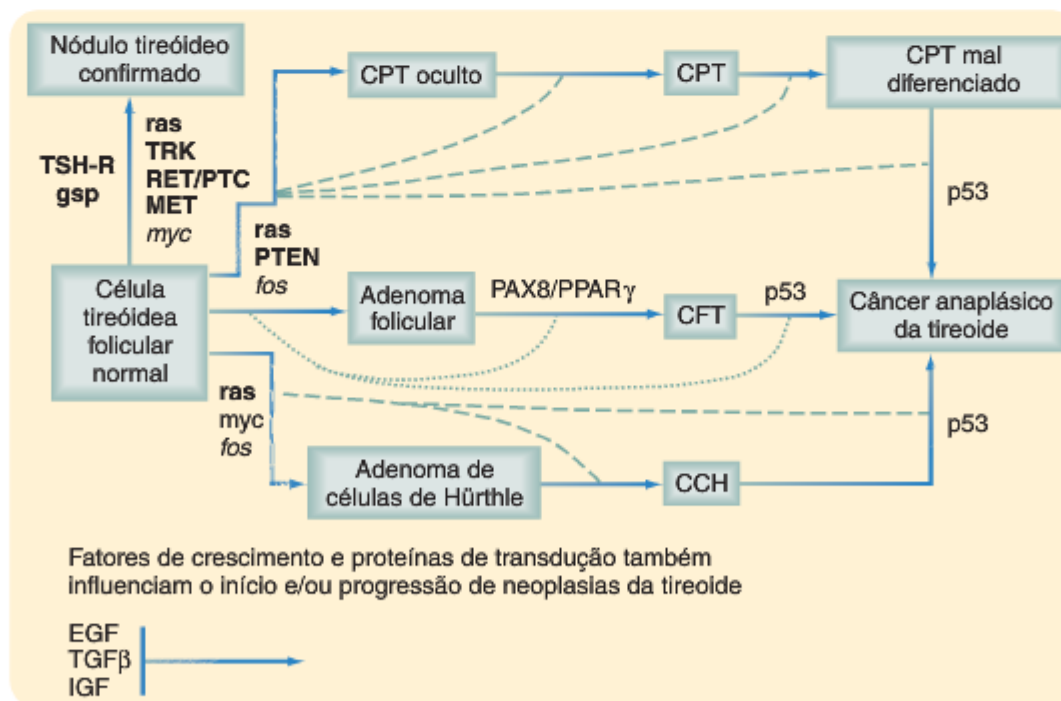 Nódulo tireóideo
confirmado
CPT oculto
CPT
CPT mal
diferenciado
TSH-R
gsp
ras
TRK
RET/PTC
MET
myc
p53
ras
PTEN
fos
Célula
tireóidea
folicular
normal
Adenoma
folicular
PAX8/PPARγ
CFT
p53
Câncer anaplásico
da tireoide
ras
myc
fos
p53
Adenoma de
células de Hürthle
CCH
Fatores de crescimento e proteínas de transdução também
influenciam o início e/ou progressão de neoplasias da tireoide
EGF
TGFβ
IGF